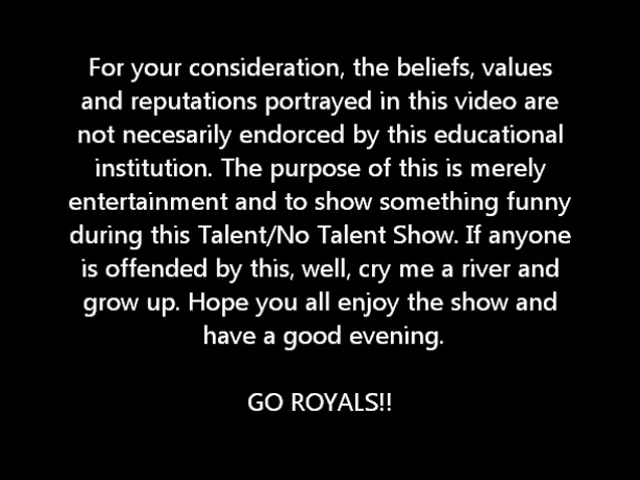 For your consideration, the beliefs, values
and reputations portrayed in this video are
not necesarily endorced by this educational
institution. The purpose of this is merely
entertainment and to show something funny
during this Talent/No Talent Show. If anyone
is offended by this, well, cry me a river and
grow up. Hope you all enjoy the show and
have a good evening.
GO ROYALS!!